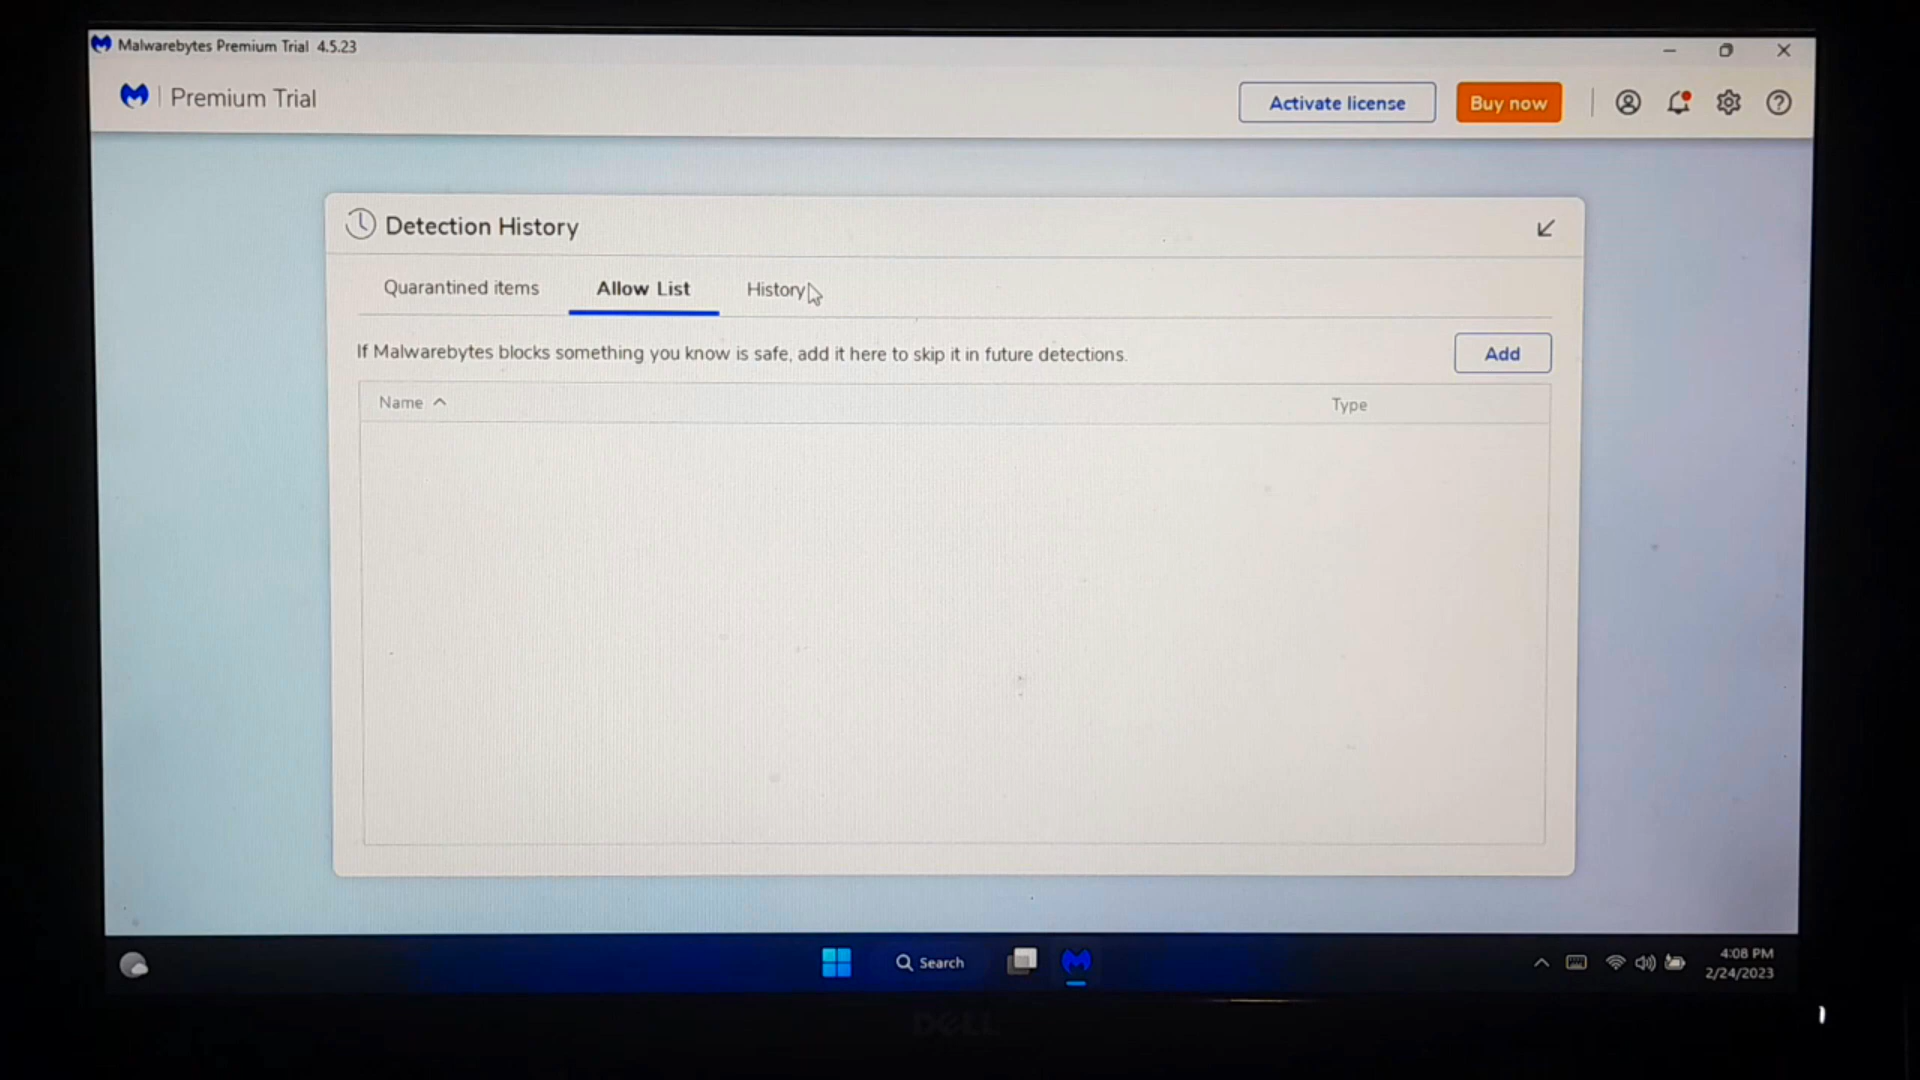 Malwarebytes Premium Trial 4.5.23
Premium Trial
Activate license
Buy now
Detection History
Quarantined items
Allow List
History
If Malwarebytes blocks something you know is safe, add it here to skip it in future detections.
Add
Name
Type
Search
4:08 PM
2/24/2023
DELL